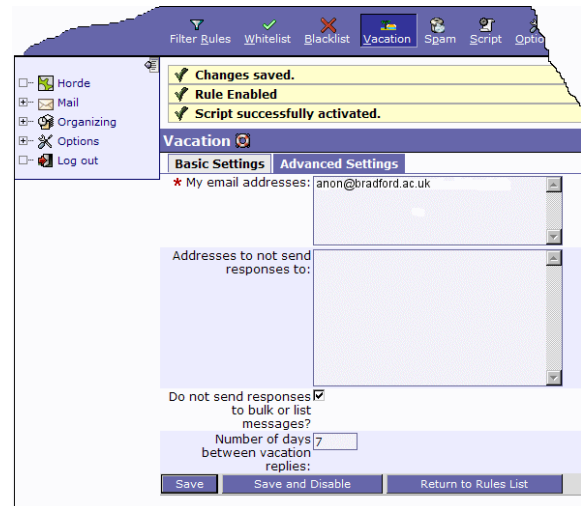 Filter Rules Whitelist Blacklist Vacation Spam Script Optio
Horde
Mail
Organizing
Options
Log out
Changes saved.
Rule Enabled
Script successfully activated.
Vacation
Basic Settings Advanced Settings
* My email addresses: anon@bradford.ac.uk
Addresses to not send
responses to:
Do not send responses
to bulk or list
messages?
Number of days 7
between vacation
replies:
Save Save and Disable Return to Rules List